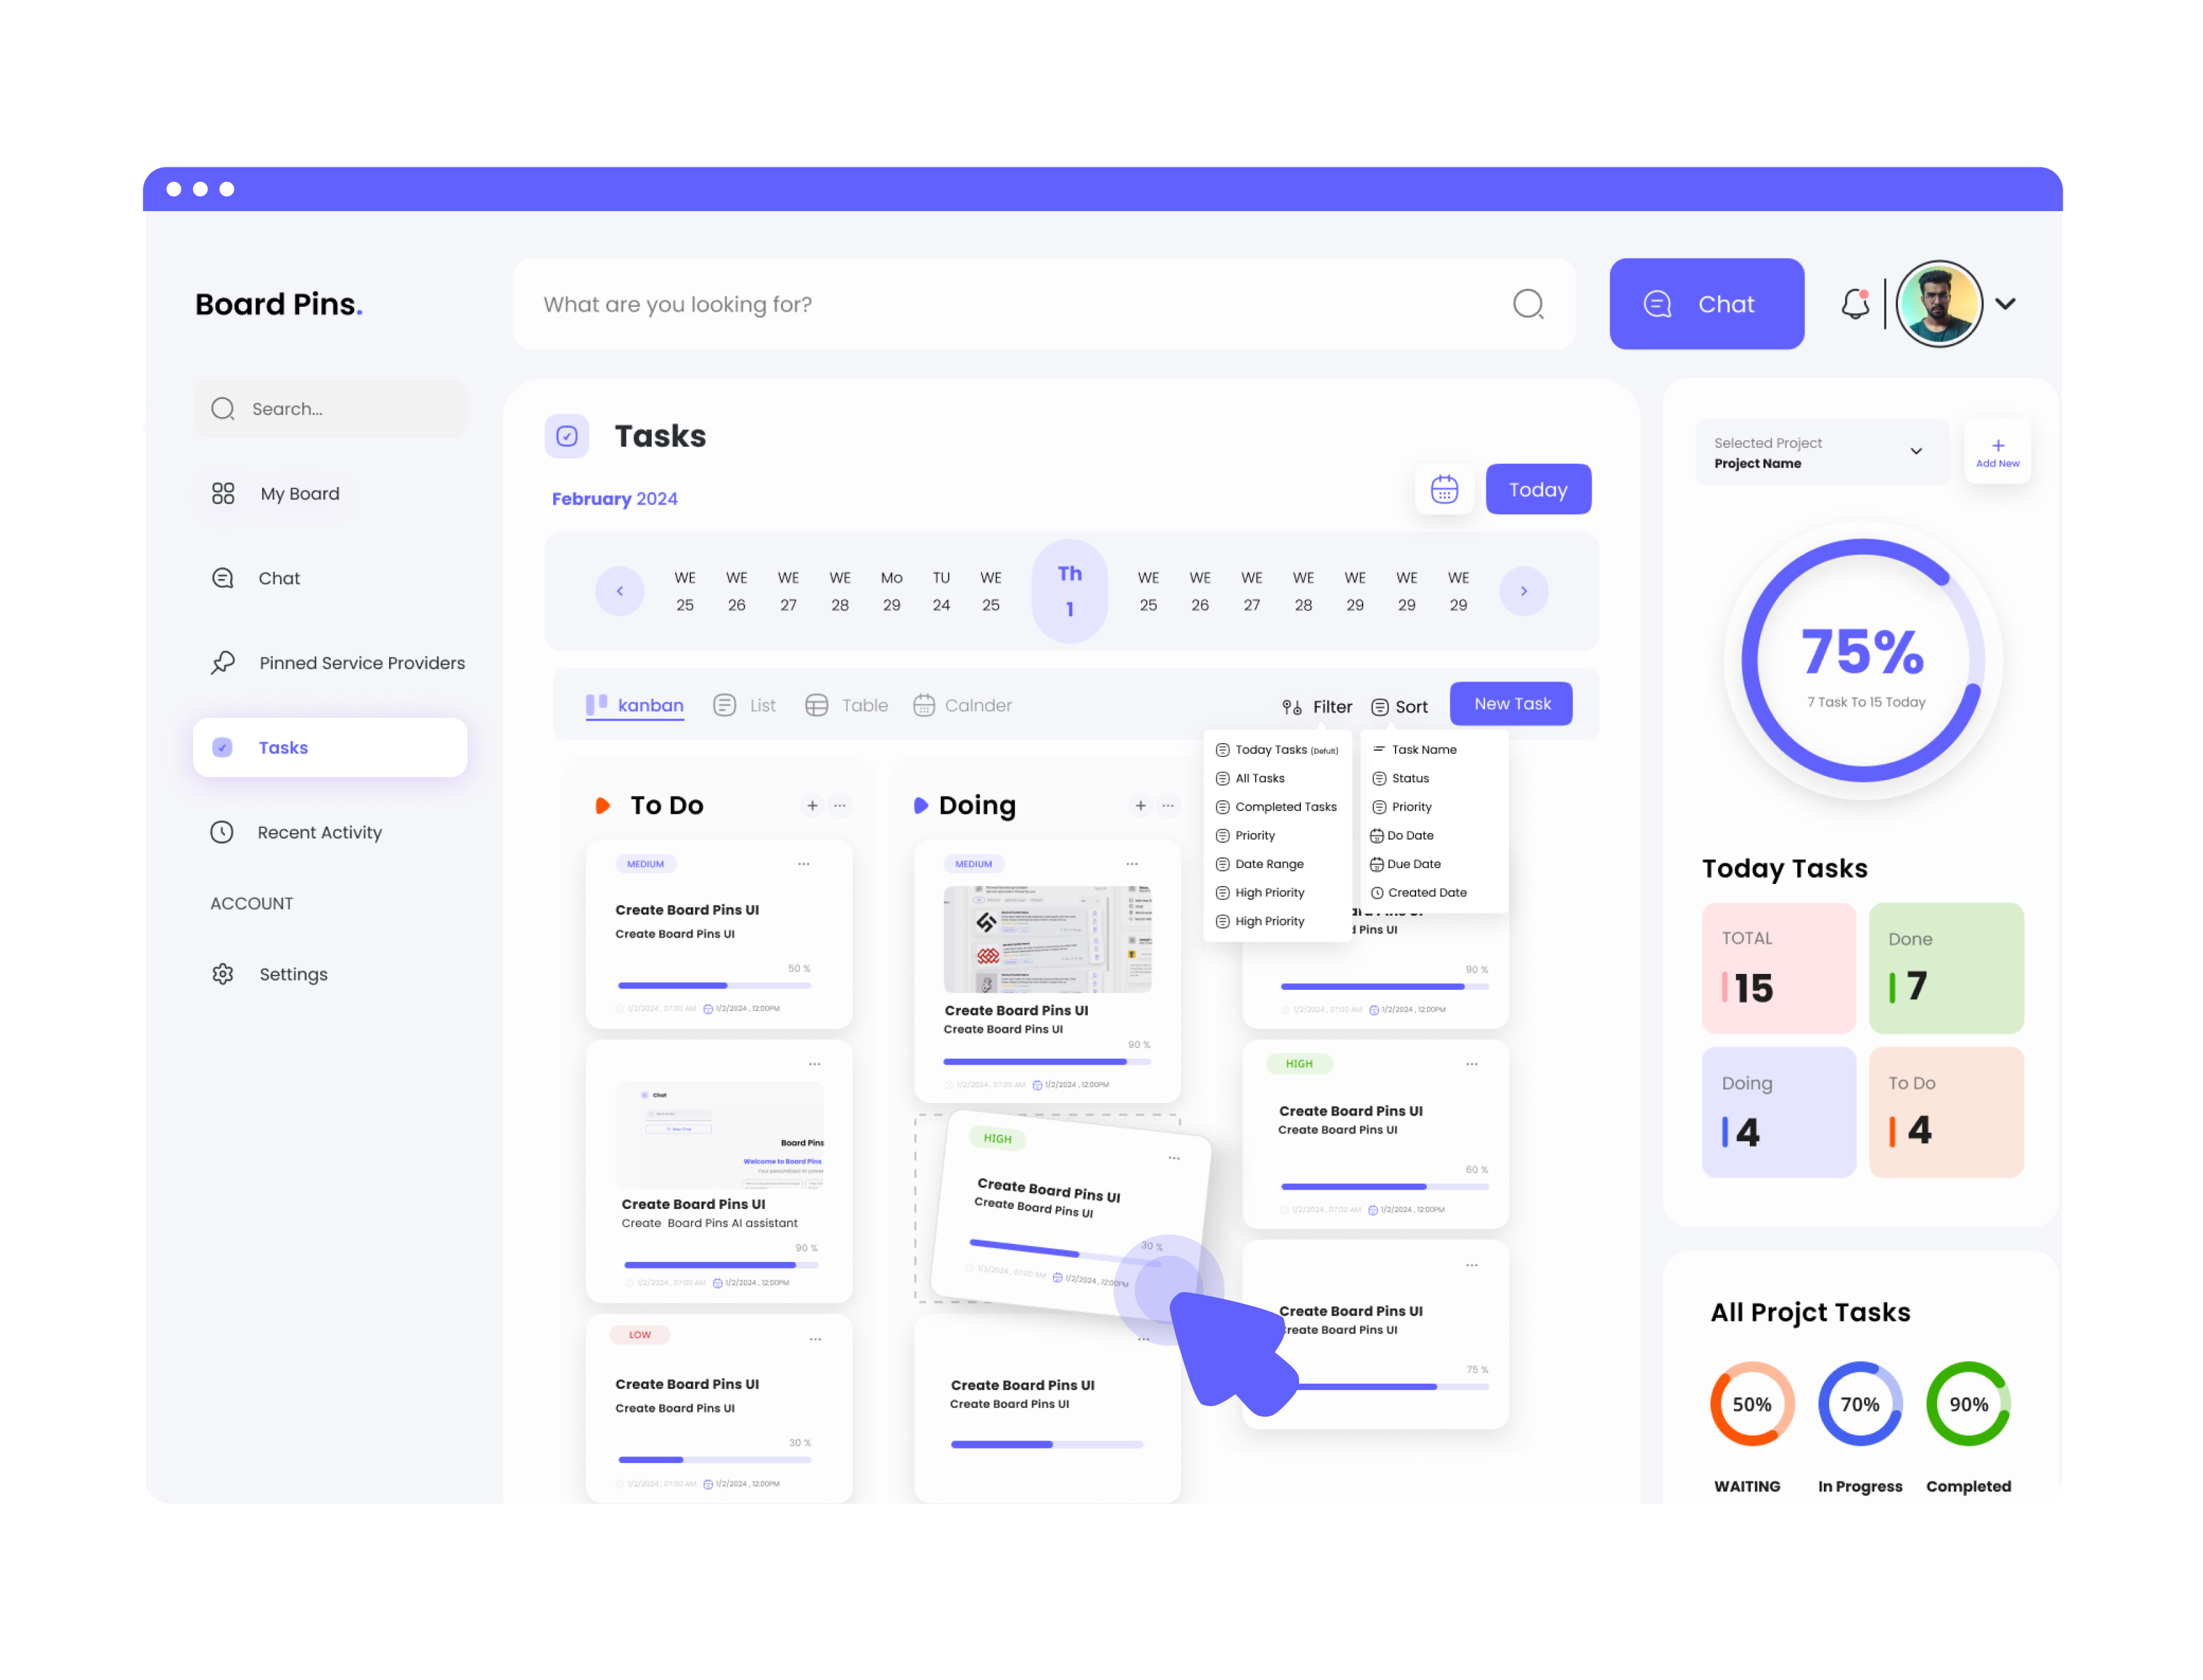 Board Pins.
What are you looking for?
Chat
Search...
My Board
Chat
Pinned Service Providers
Tasks
Recent Activity
ACCOUNT
Settings
Tasks
February 2024
Today
WE WE WE WE Mo TU WE Th WE WE WE WE WE WE WE
25 26 27 28 29 24 25 1 25 26 27 28 29 29 29
kanban List Table Calnder
Filter Sort New Task
Today Tasks (Defult)
All Tasks
Completed Tasks
Priority
Date Range
High Priority
High Priority
Task Name
Status
Priority
Do Date
Due Date
Created Date
To Do
MEDIUM
Create Board Pins UI
Create Board Pins UI
50 %
1/2/2024 , 07:00 AM 1/2/2024 , 12:00PM
Chat
New Chat
Board Pins
Welcome to Board Pins
Create Board Pins UI
Create Board Pins AI assistant
90 %
1/2/2024 , 07:00 AM 1/2/2024 , 12:00PM
LOW
Create Board Pins UI
Create Board Pins UI
30 %
1/2/2024 , 07:00 AM 1/2/2024 , 12:00PM
Doing
MEDIUM
Create Board Pins UI
Create Board Pins UI
90 %
1/2/2024 , 07:00 AM 1/2/2024 , 12:00PM
HIGH
Create Board Pins UI
Create Board Pins UI
30 %
1/2/2024 , 07:00 AM 1/2/2024 , 12:00PM
Create Board Pins UI
Create Board Pins UI
Pins UI
90 %
1/2/2024 , 07:00 AM 1/2/2024 , 12:00PM
HIGH
Create Board Pins UI
Create Board Pins UI
60 %
1/2/2024 , 07:00 AM 1/2/2024 , 12:00PM
Create Board Pins UI
Create Board Pins UI
75 %
Selected Project
Project Name
+
Add New
75%
7 Task To 15 Today
Today Tasks
TOTAL
15
Done
7
Doing
4
To Do
4
All Projct Tasks
50% 70% 90%
WAITING In Progress Completed